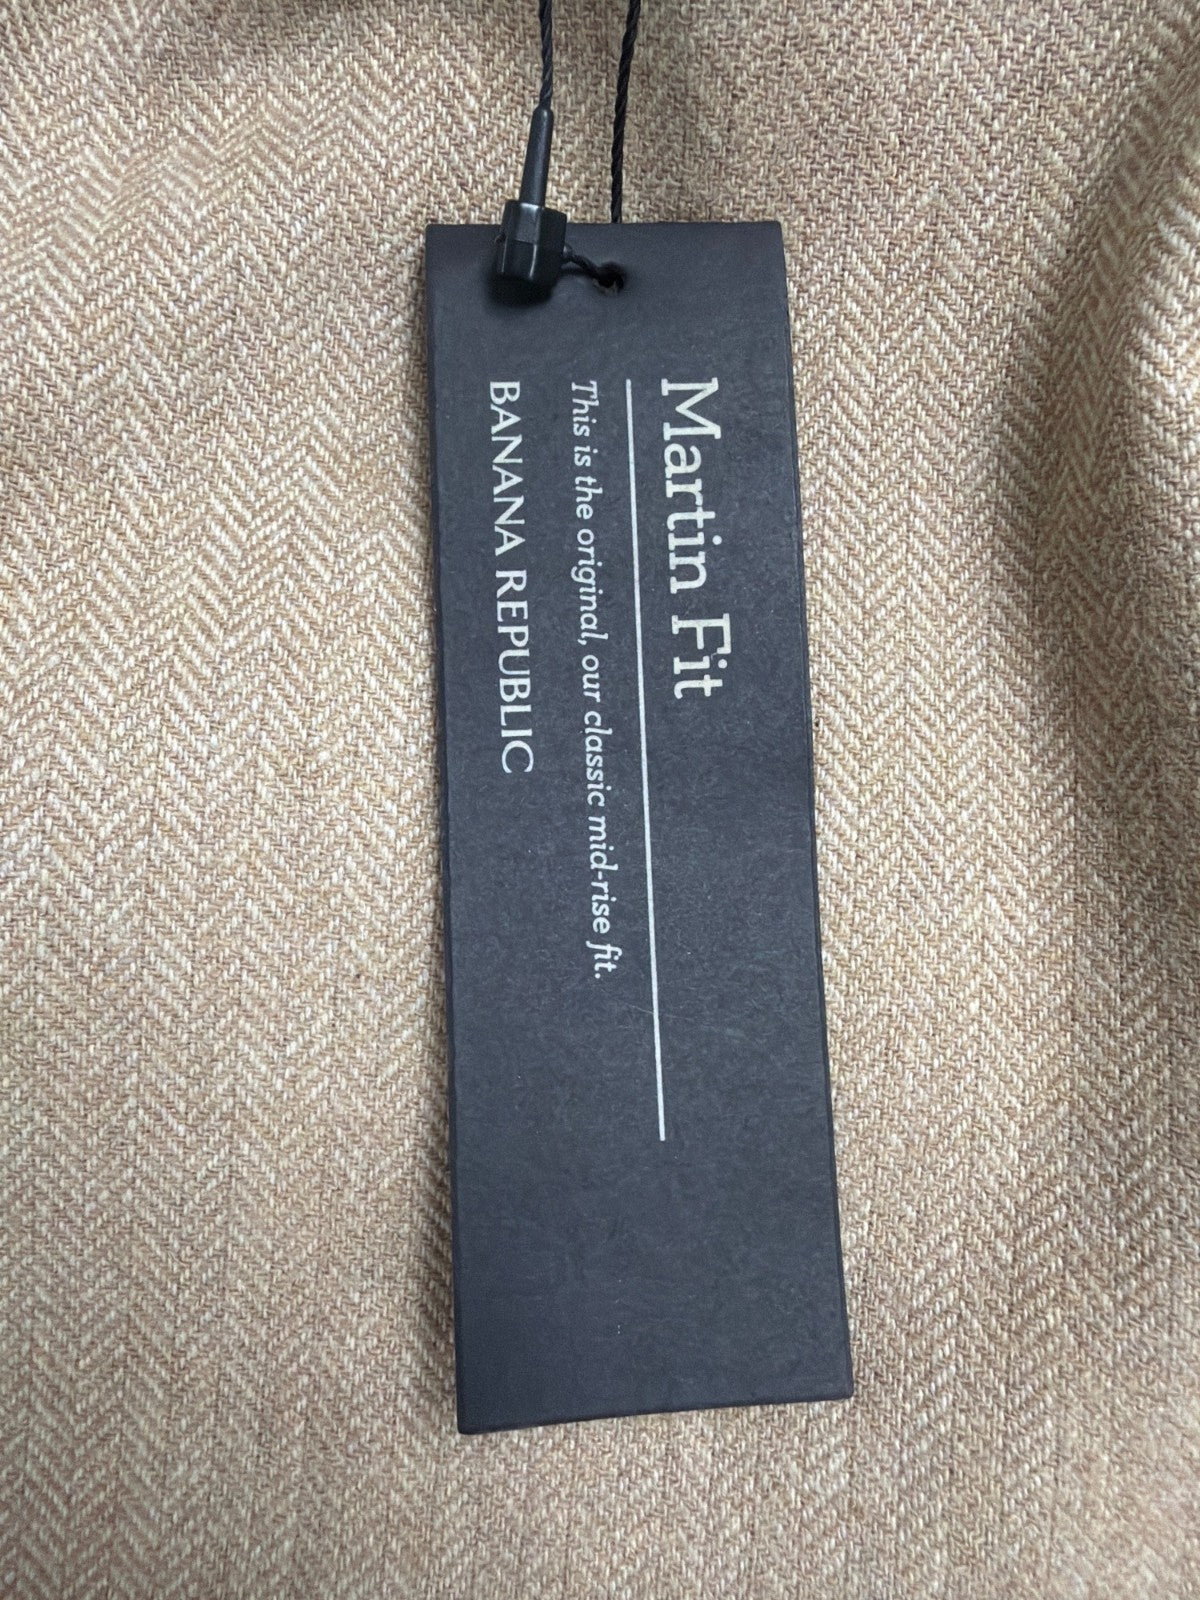 Martin Fit
This is the original, our classic mid-rise fit.
BANANA REPUBLIC